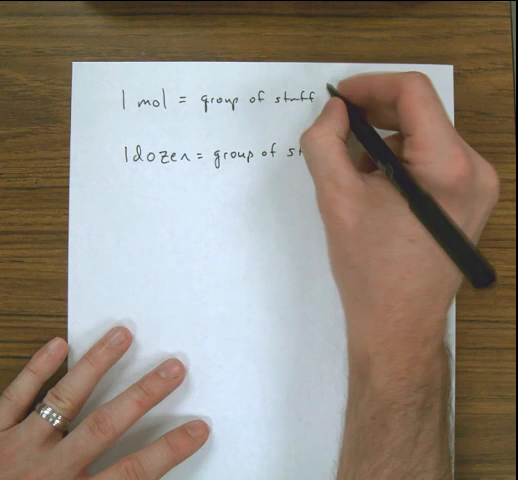 1 mol = group of stuff
1 dozen = group of